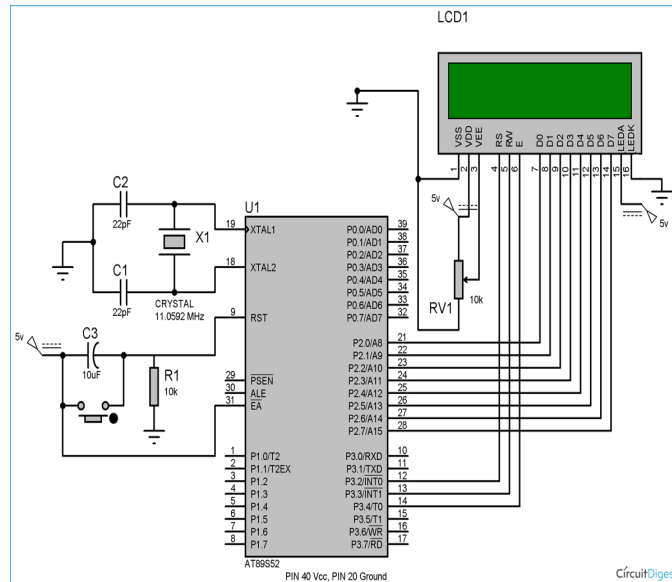 LCD1
VSS
VDD
VEE
RS
RW
E
D0
D1
D2
D3
D4
D5
D6
D7
LEDA
LEDK
1
2
3
4
5
6
7
8
9
10
11
12
13
14
15
16
5v
5v
RV1
10k
C2
22pF
X1
C1
22pF
CRYSTAL
11.0592 MHz
5v
C3
10uF
R1
10k
U1
19 XTAL1
18 XTAL2
9 RST
29 PSEN
30 ALE
31 EA
1 P1.0/T2
2 P1.1/T2EX
3 P1.2
4 P1.3
5 P1.4
6 P1.5
7 P1.6
8 P1.7
P0.0/AD0 39
P0.1/AD1 38
P0.2/AD2 37
P0.3/AD3 36
P0.4/AD4 35
P0.5/AD5 34
P0.6/AD6 33
P0.7/AD7 32
P2.0/A8 21
P2.1/A9 22
P2.2/A10 23
P2.3/A11 24
P2.4/A12 25
P2.5/A13 26
P2.6/A14 27
P2.7/A15 28
P3.0/RXD 10
P3.1/TXD 11
P3.2/INT0 12
P3.3/INT1 13
P3.4/T0 14
P3.5/T1 15
P3.6/WR 16
P3.7/RD 17
AT89S52
PIN 40 Vcc, PIN 20 Ground
CírcuitDiges